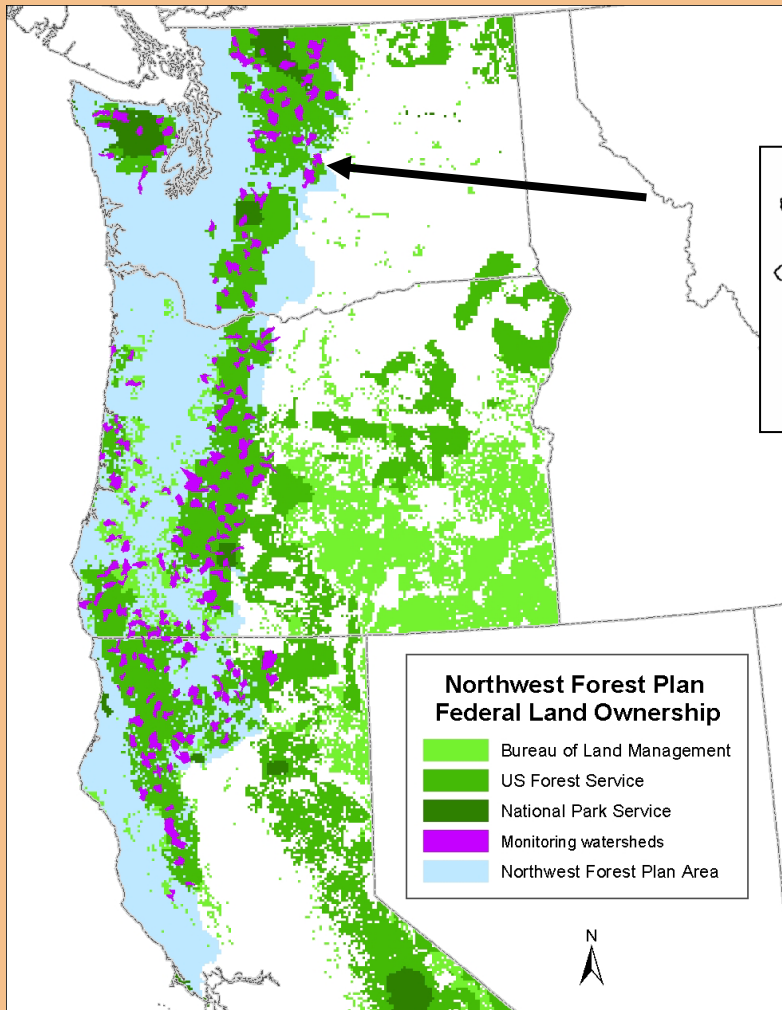 Northwest Forest Plan
Federal Land Ownership
Bureau of Land Management
US Forest Service
National Park Service
Monitoring watersheds
Northwest Forest Plan Area
N